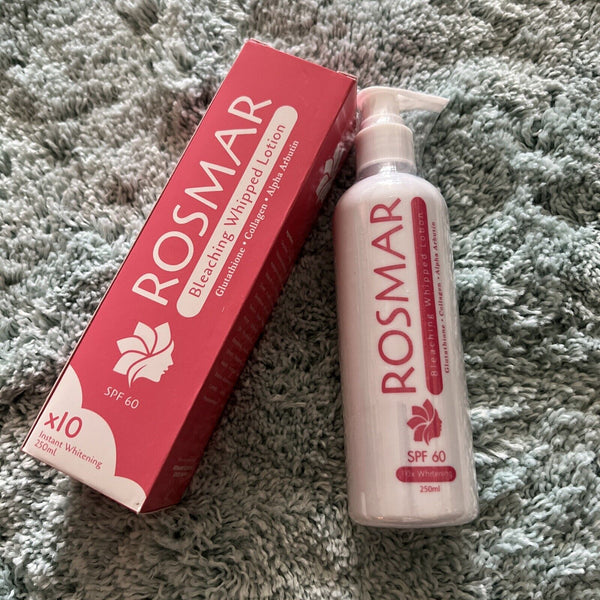 ROSMAR
Bleaching Whipped Lotion
Glutathione • Collagen • Alpha Arbutin
SPF 60
x10
Instant Whitening
250ml
ROSMAR
Bleaching Whipped Lotion
Glutathione • Collagen • Alpha Arbutin
SPF 60
10x Whitening
250ml